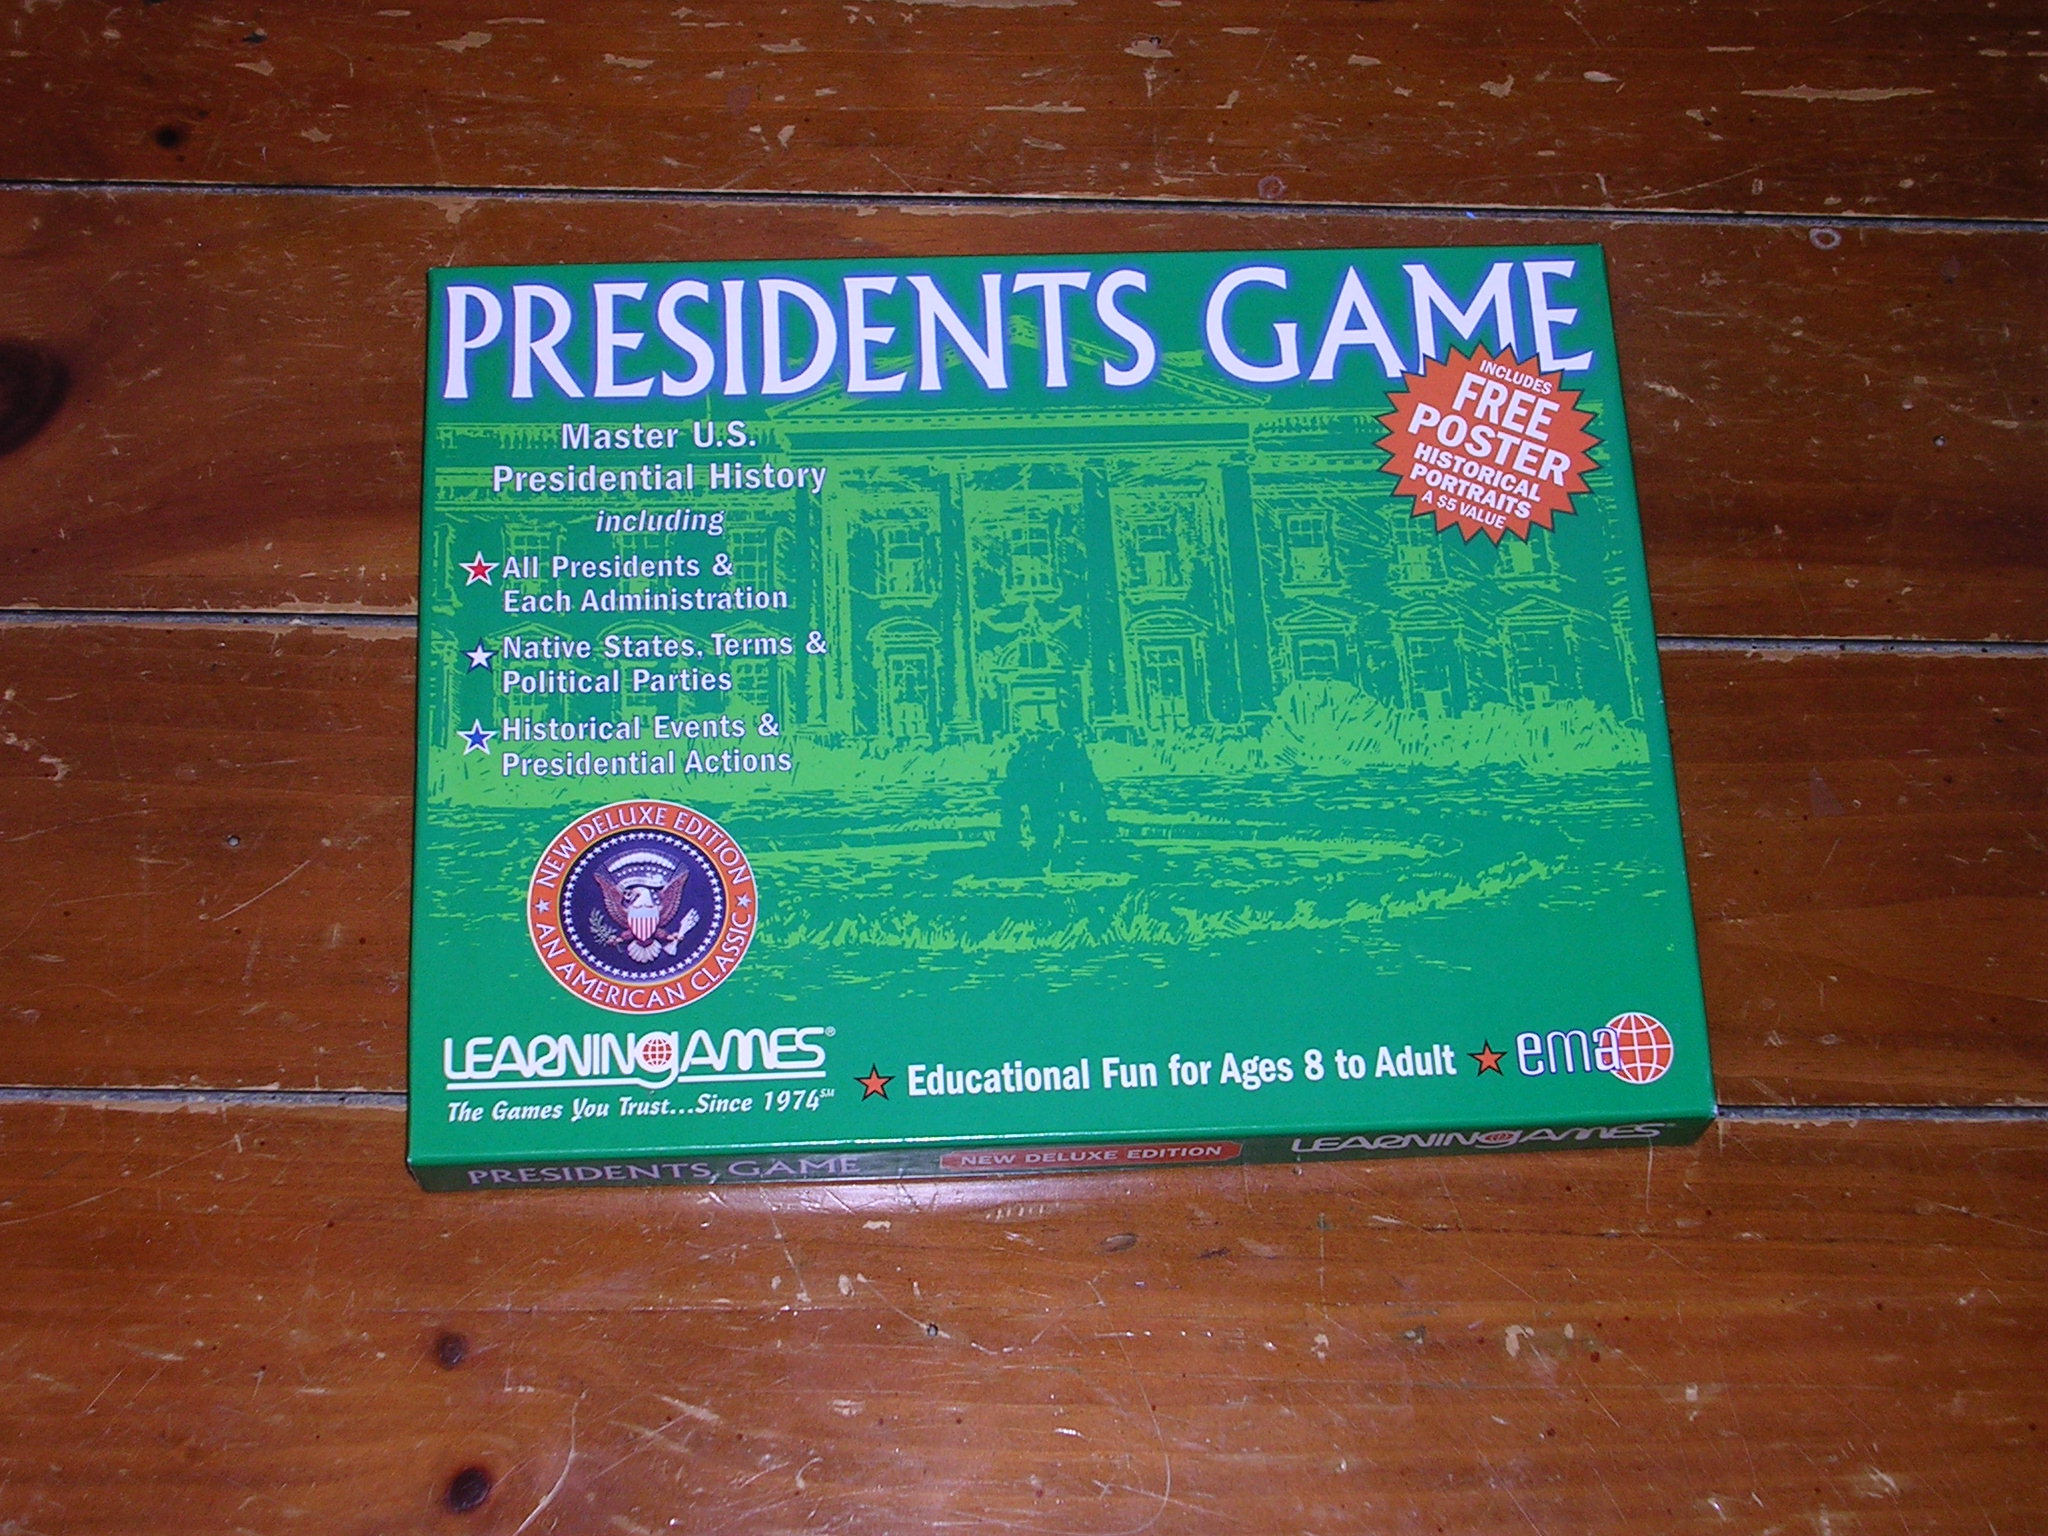 PRESIDENTS GAME
INCLUDES
FREE
POSTER
HISTORICAL
PORTRAITS
A $5 VALUE
Master U.S.
Presidential History
including
All Presidents &
Each Administration
Native States, Terms &
Political Parties
Historical Events &
Presidential Actions
NEW DELUXE EDITION
AN AMERICAN CLASSIC
LEARNINGAMES®
The Games You Trust...Since 1974℠
Educational Fun for Ages 8 to Adult
ema
PRESIDENTS GAME
NEW DELUXE EDITION
LEARNINGAMES®